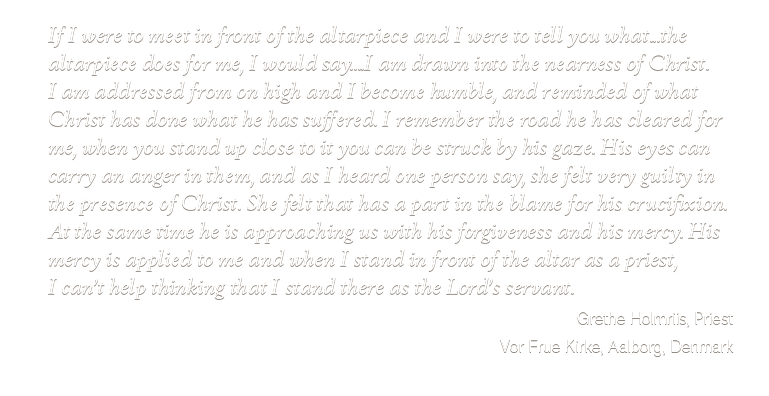 If I were to meet in front of the altarpiece and I were to tell you what...the
altarpiece does for me, I would say...I am drawn into the nearness of Christ.
I am addressed from on high and I become humble, and reminded of what
Christ has done what he has suffered. I remember the road he has cleared for
me, when you stand up close to it you can be struck by his gaze. His eyes can
carry an anger in them, and as I heard one person say, she felt very guilty in
the presence of Christ. She felt that has a part in the blame for his crucifixion.
At the same time he is approaching us with his forgiveness and his mercy. His
mercy is applied to me and when I stand in front of the altar as a priest,
I can't help thinking that I stand there as the Lord's servant.
Grethe Holmriis, Priest
Vor Frue Kirke, Aalborg, Denmark